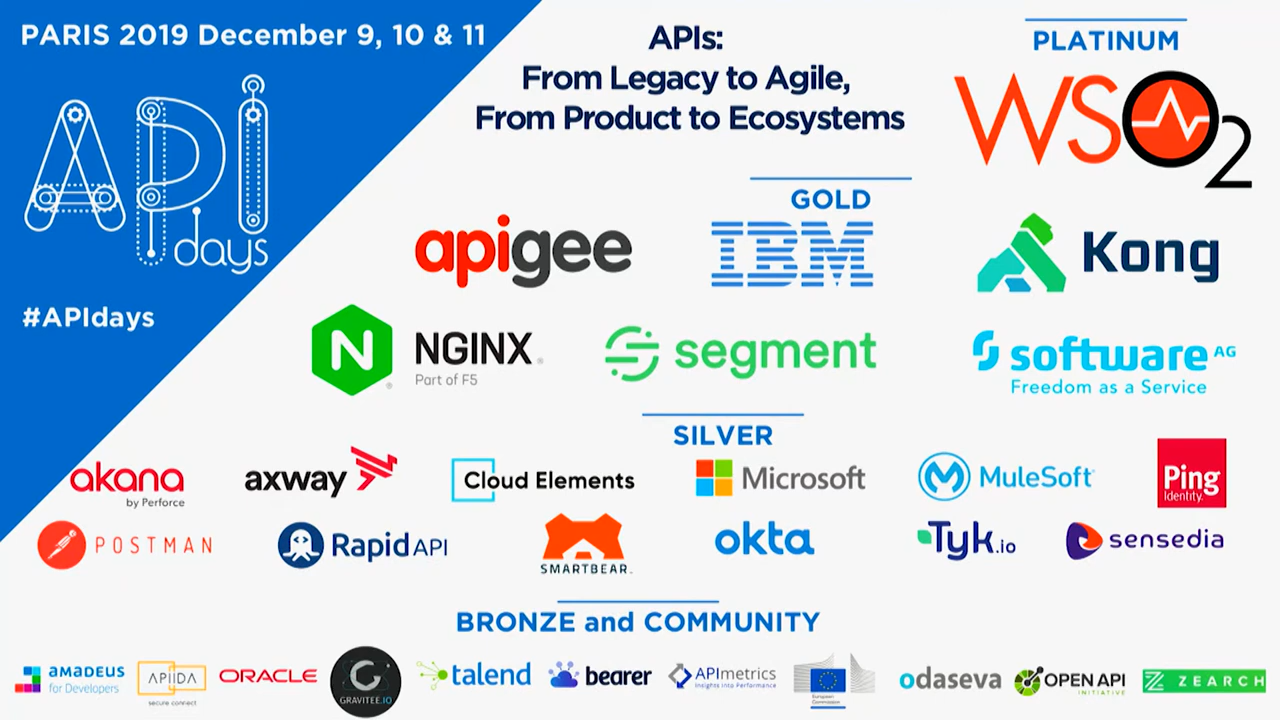 PARIS 2019 December 9, 10 & 11
API
days
#APIdays
APIs:
From Legacy to Agile,
From Product to Ecosystems
PLATINUM
WSO2
GOLD
apigee
IBM
Kong
NGINX
Part of F5
segment
software AG
Freedom as a Service
SILVER
akana
by Perforce
axway
Cloud Elements
Microsoft
MuleSoft
Ping
Identity.
POSTMAN
Rapid API
SMARTBEAR
okta
Tyk.io
sensedia
BRONZE and COMMUNITY
amadeus
for Developers
APIIDA
secure connect
ORACLE
G
GRAVITEE.IO
talend
bearer
APImetrics
Insights into Performance
European
Commission
odaseva
OPEN API
INITIATIVE
ZEARCH